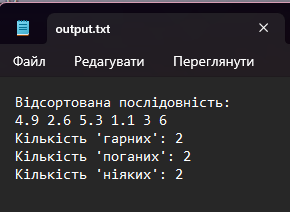 output.txt
Файл Редагувати Переглянути
Відсортована послідовність:
4.9 2.6 5.3 1.1 3 6
Кількість 'гарних': 2
Кількість 'поганих': 2
Кількість 'ніяких': 2